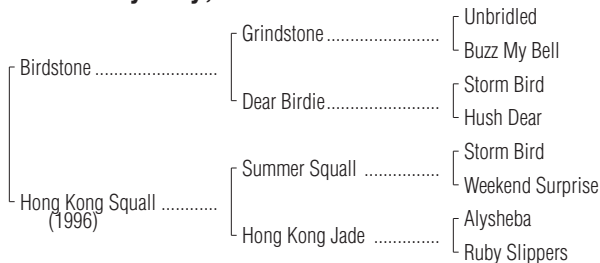 Unbridled
Grindstone ........................
Buzz My Bell
Birdstone ..........................
Storm Bird
Dear Birdie........................
Hush Dear
Storm Bird
Summer Squall ................
Weekend Surprise
Hong Kong Squall ............
(1996)
Alysheba
Hong Kong Jade ..............
Ruby Slippers